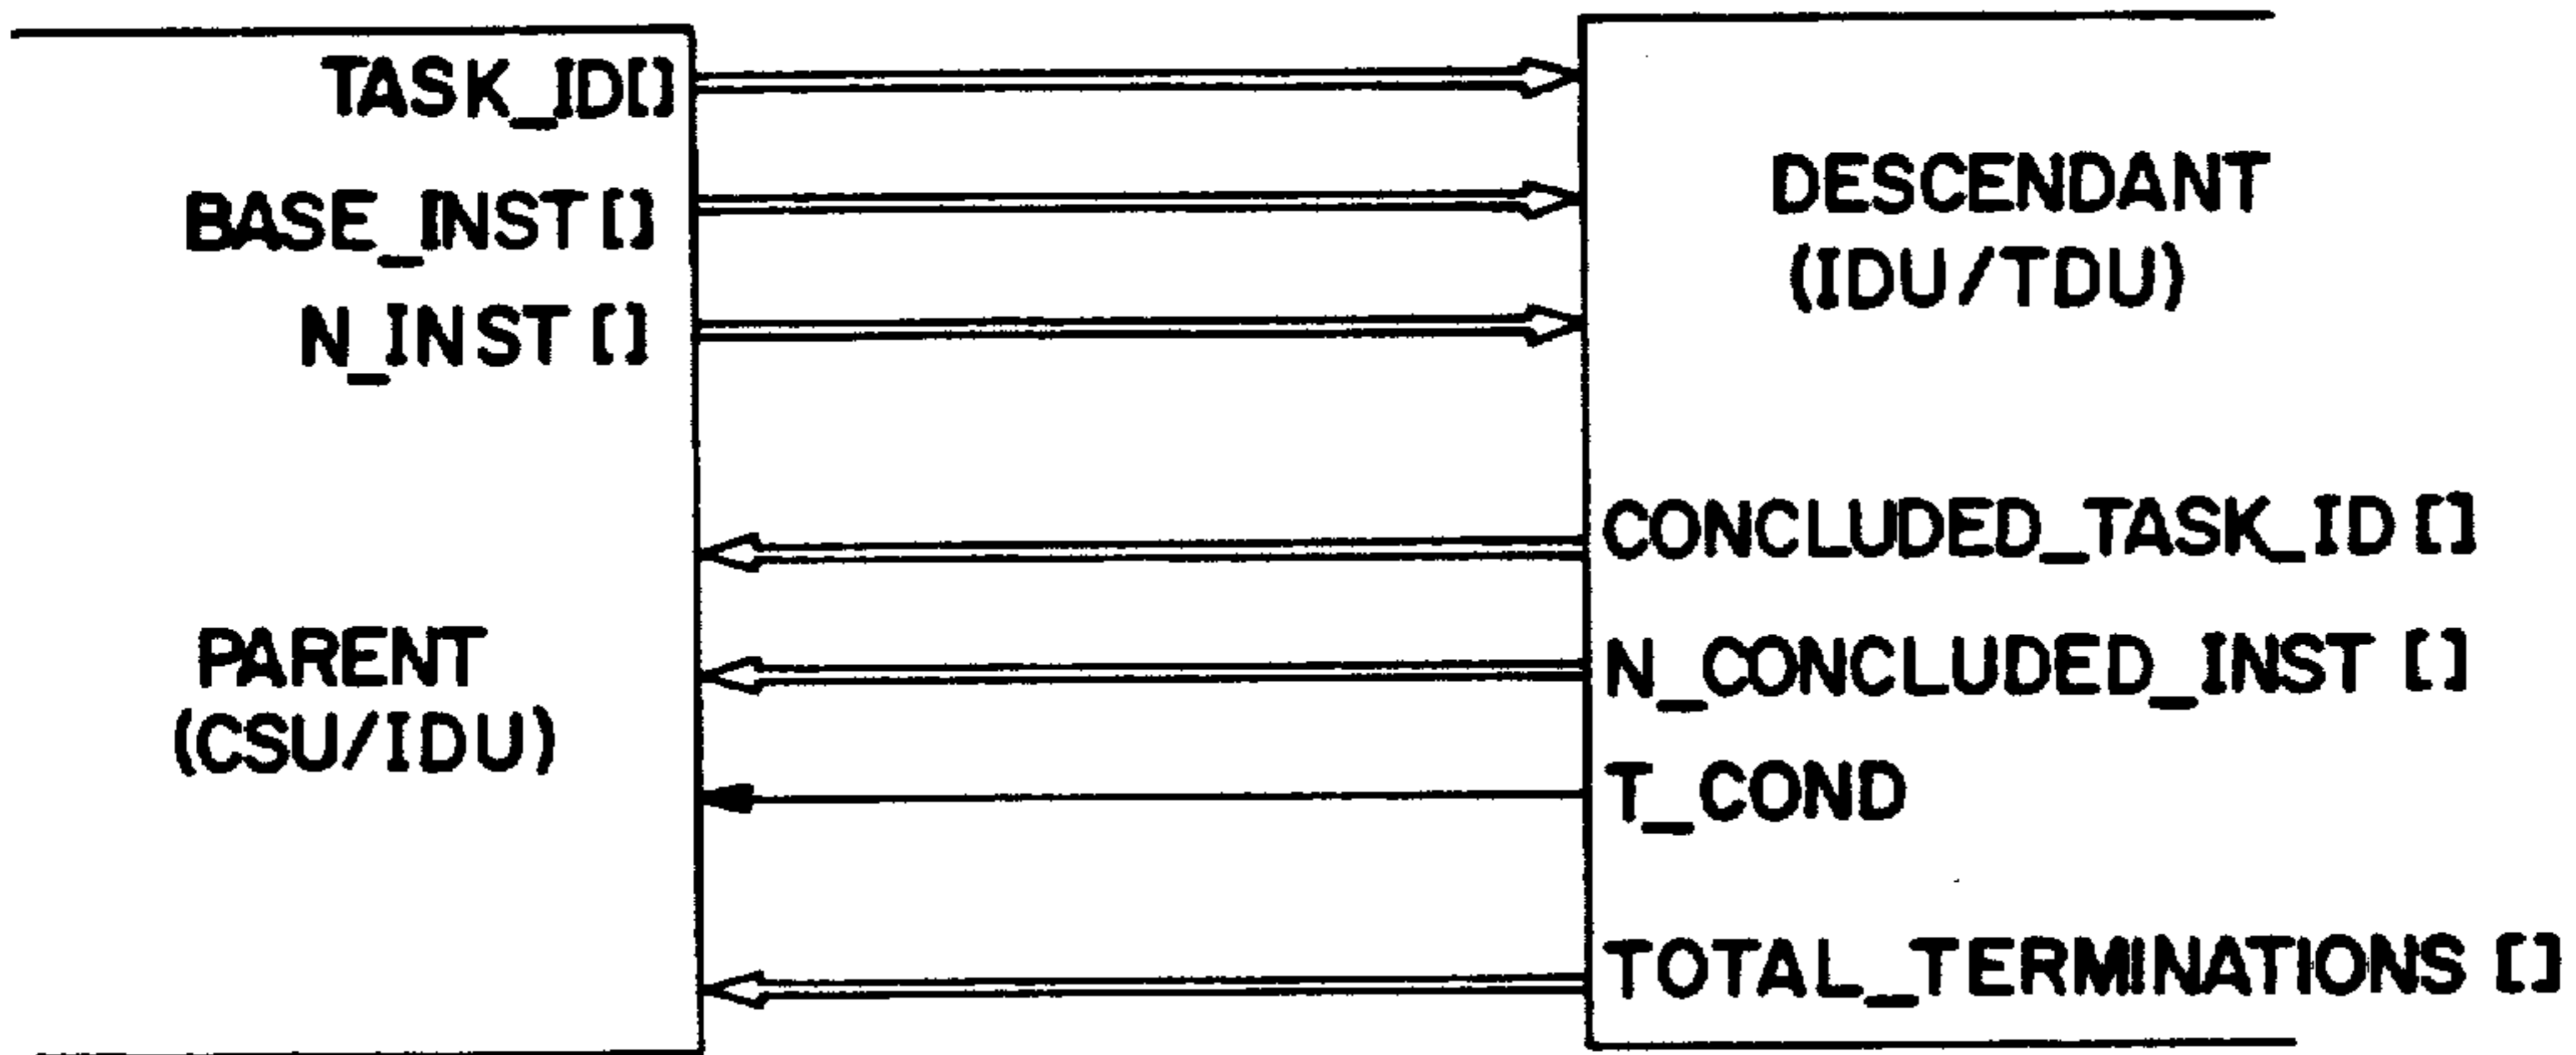 TASK_ID[]
BASE_INST []
N_INST []
PARENT
(CSU/IDU)
DESCENDANT
(IDU/TDU)
CONCLUDED_TASK_ID []
N_CONCLUDED_INST []
T_COND
TOTAL_TERMINATIONS []